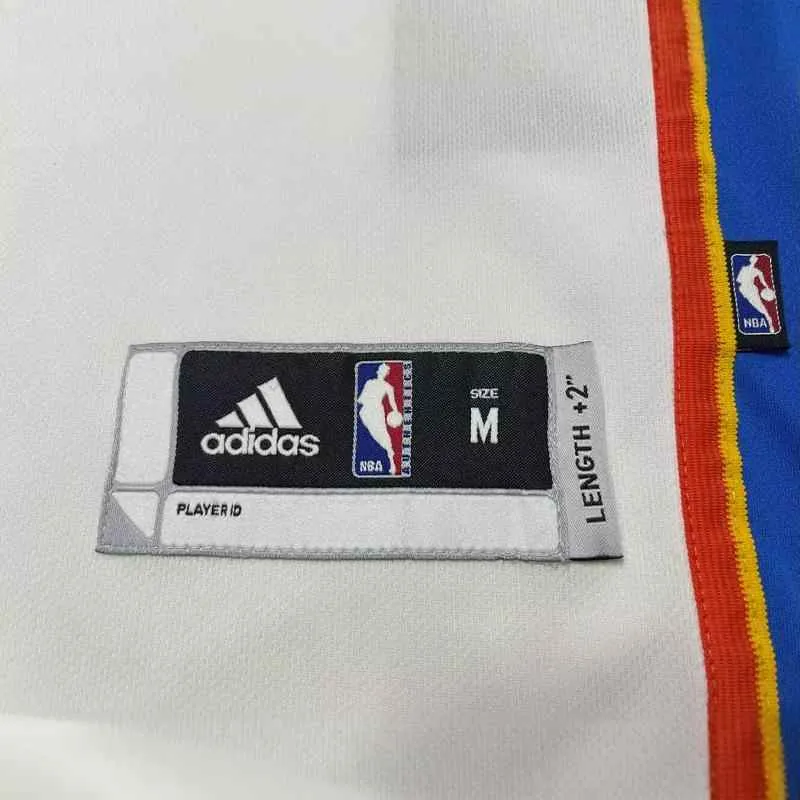 adidas
NBA
AUTHENTICS
SIZE
M
LENGTH +2"
PLAYER ID
NBA